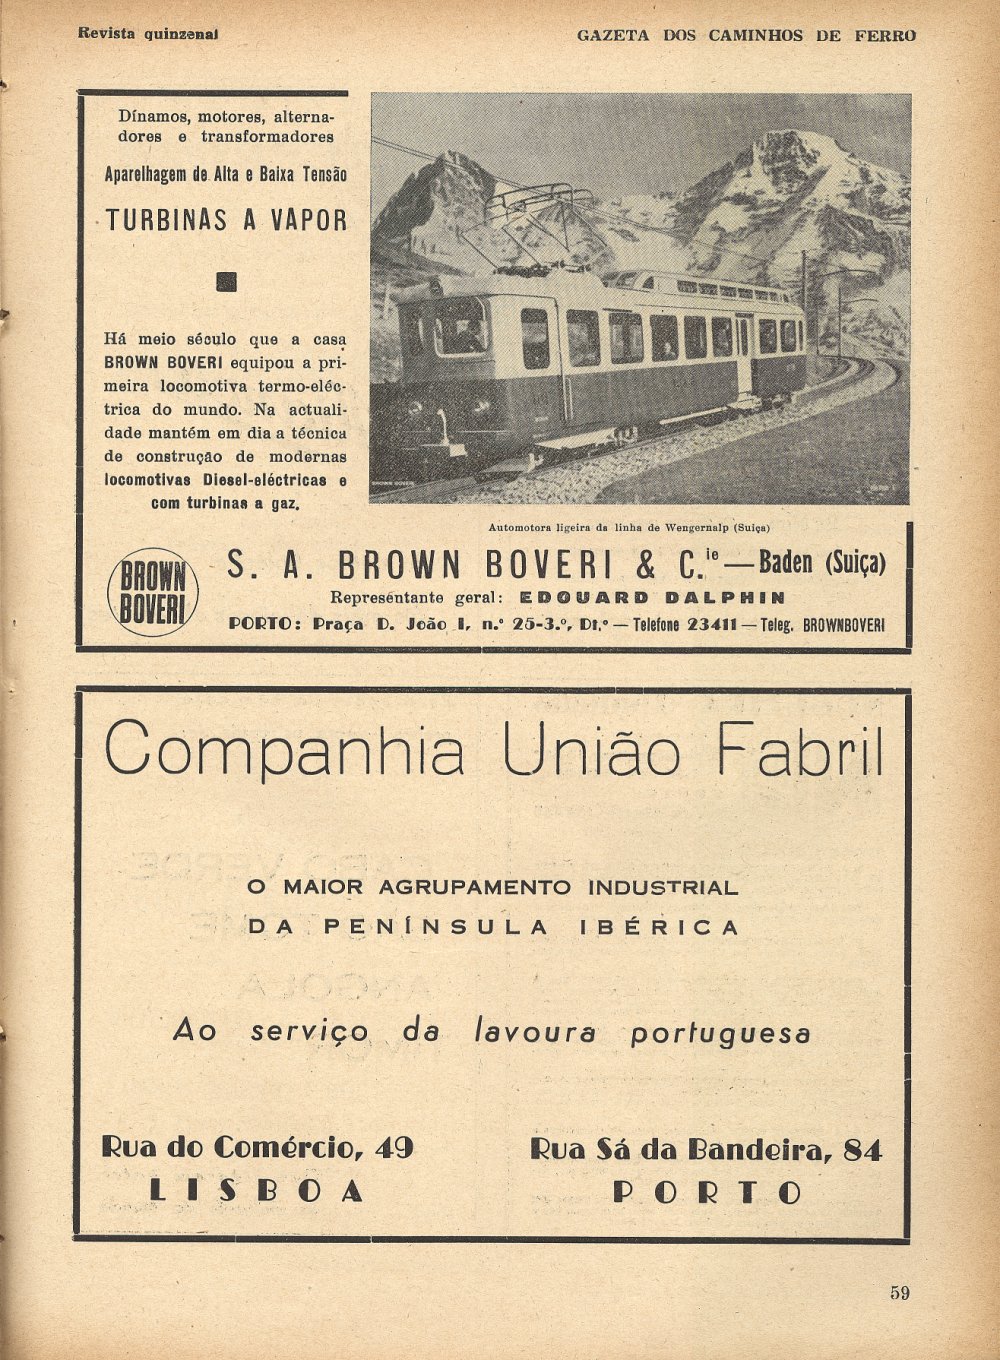 Revista quinzenal
GAZETA DOS CAMINHOS DE FERRO
Dínamos, motores, alterna-
dores e transformadores
Aparelhagem de Alta e Baixa Tensão
TURBINAS A VAPOR
Há meio século que a casa
BROWN BOVERI equipou a pri-
meira locomotiva termo-eléc-
trica do mundo. Na actuali-
dade mantém em dia a técnica
de construção de modernas
locomotivas Diesel-eléctricas e
com turbinas a gaz.
BROWN BOVERI
Automotora ligeira da linha de Wengernalp (Suiça)
BROWN
BOVERI
S. A. BROWN BOVERI & C.ie — Baden (Suiça)
Representante geral: EDOUARD DALPHIN
PORTO: Praça D. João I, n.º 25-3.º, Dt.º — Telefone 23411 — Teleg. BROWNBOVERI
Companhia União Fabril
O MAIOR AGRUPAMENTO INDUSTRIAL
DA PENÍNSULA IBÉRICA
Ao serviço da lavoura portuguesa
Rua do Comércio, 49
LISBOA
Rua Sá da Bandeira, 84
PORTO
59